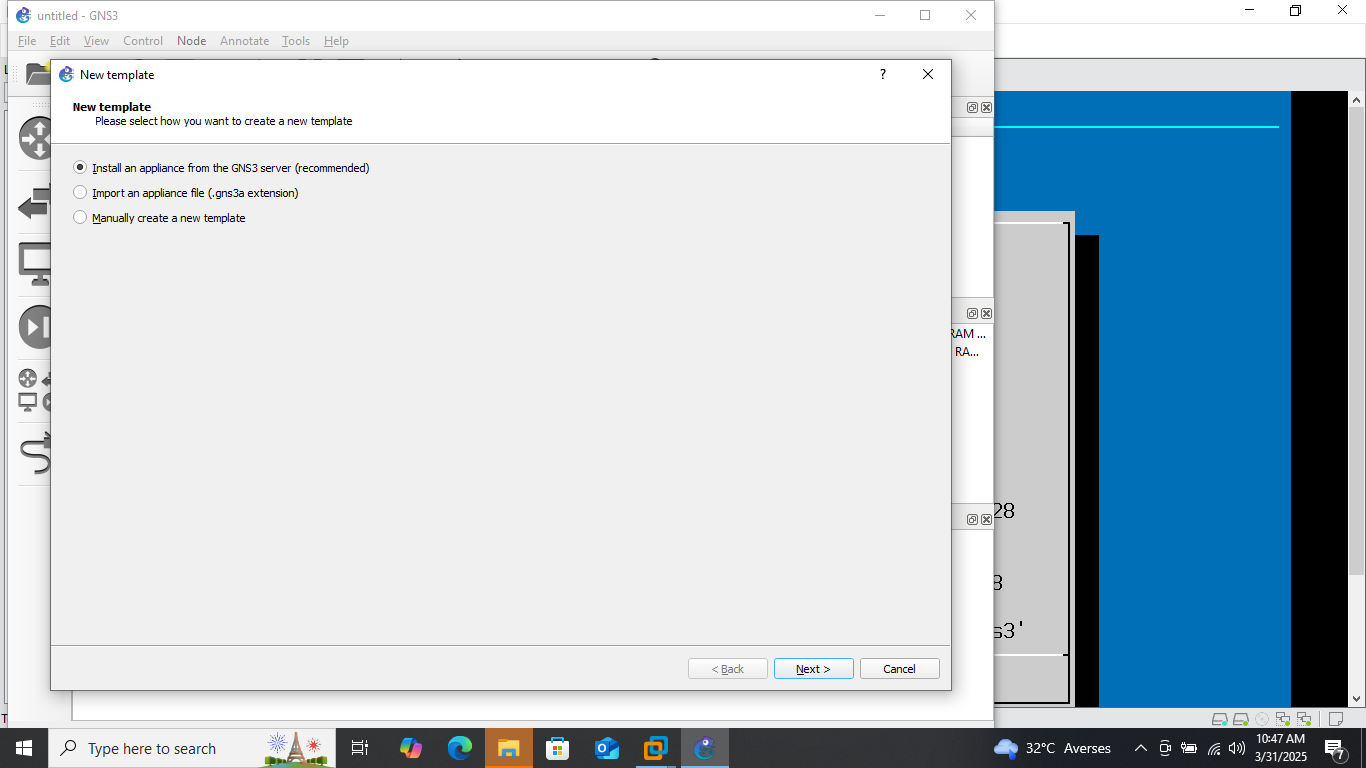 untitled - GNS3
File Edit View Control Node Annotate Tools Help
New template ?
New template
Please select how you want to create a new template
Install an appliance from the GNS3 server (recommended)
Import an appliance file (.gns3a extension)
Manually create a new template
RAM ...
RA...
28
8
s3'
< Back Next > Cancel
Type here to search
32°C Averses
10:47 AM
3/31/2025
7